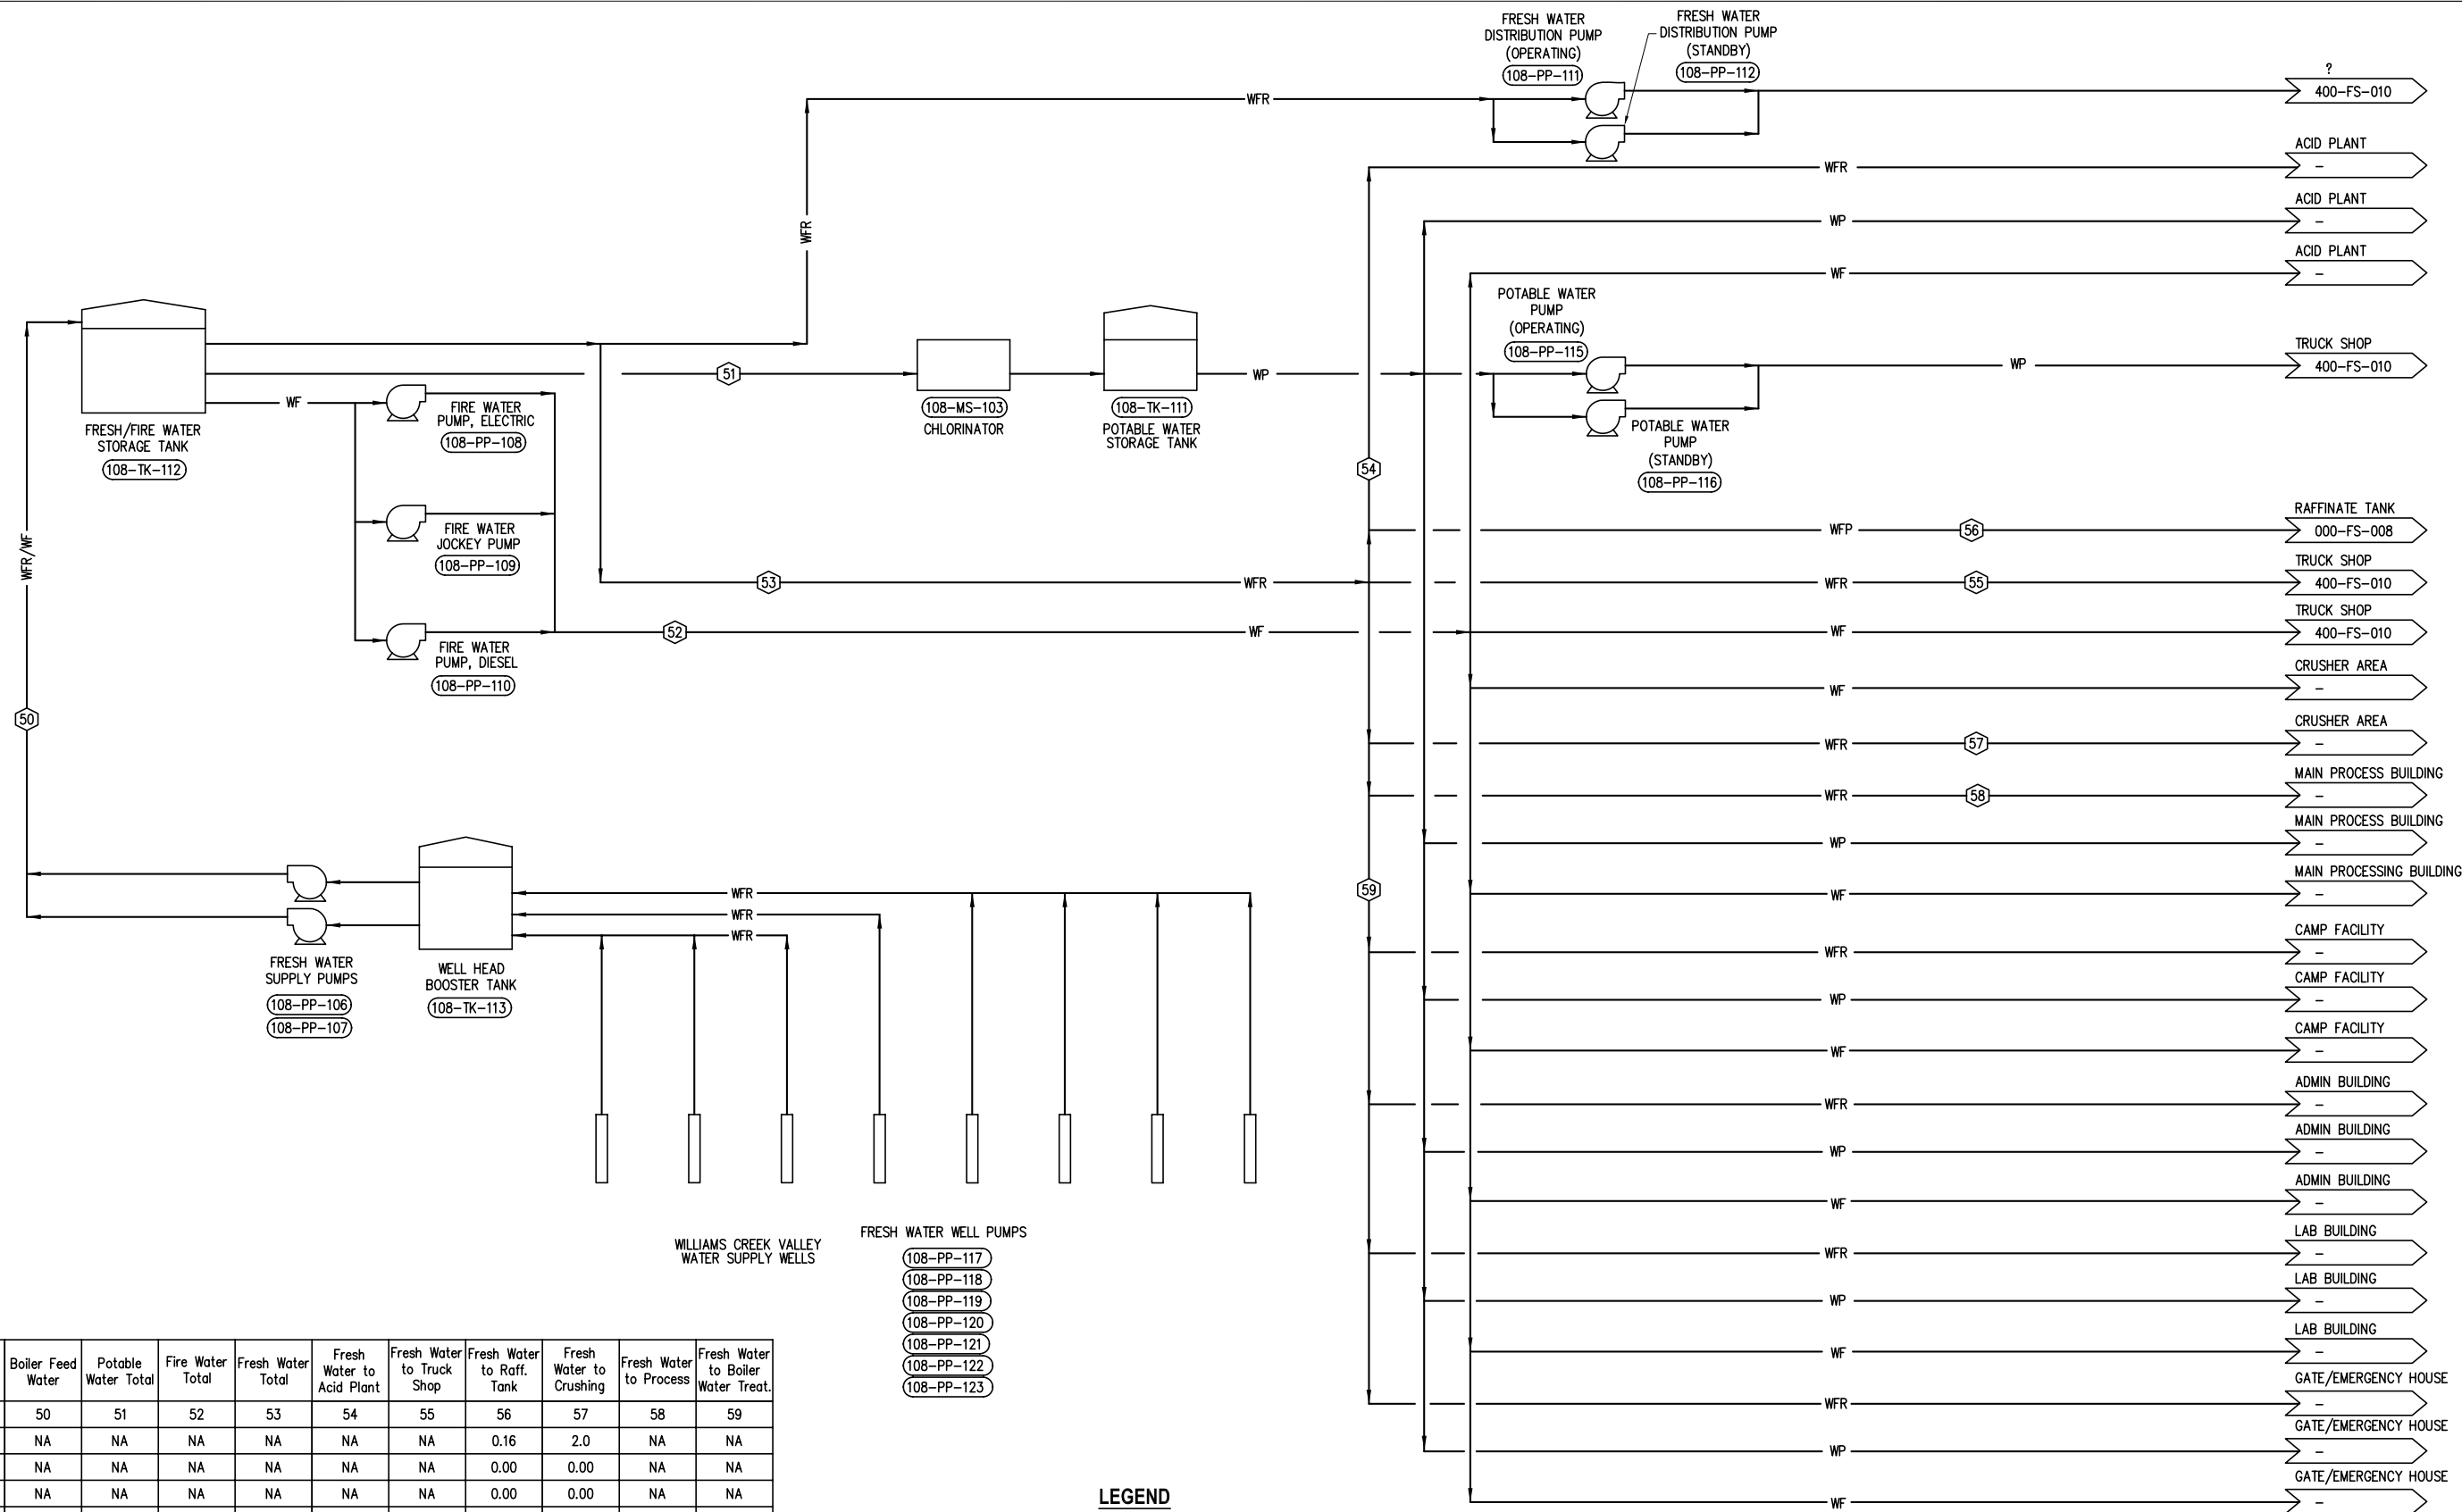 FRESH WATER
DISTRIBUTION PUMP
(OPERATING)
108-PP-111
FRESH WATER
DISTRIBUTION PUMP
(STANDBY)
108-PP-112
?
400-FS-010
WFR
WFR
ACID PLANT
-
WFR
ACID PLANT
-
WP
ACID PLANT
-
WF
FRESH/FIRE WATER
STORAGE TANK
108-TK-112
WF
FIRE WATER
PUMP, ELECTRIC
108-PP-108
FIRE WATER
JOCKEY PUMP
108-PP-109
FIRE WATER
PUMP, DIESEL
108-PP-110
51
108-MS-103
CHLORINATOR
108-TK-111
POTABLE WATER
STORAGE TANK
WP
POTABLE WATER
PUMP
(OPERATING)
108-PP-115
POTABLE WATER
PUMP
(STANDBY)
108-PP-116
WP
TRUCK SHOP
400-FS-010
54
WFR/WF
50
53
WFR
52
WF
RAFFINATE TANK
WFP
56
000-FS-008
TRUCK SHOP
WFR
55
400-FS-010
TRUCK SHOP
WF
400-FS-010
CRUSHER AREA
WF
-
CRUSHER AREA
WFR
57
-
MAIN PROCESS BUILDING
WFR
58
-
MAIN PROCESS BUILDING
WP
-
MAIN PROCESSING BUILDING
WF
-
59
CAMP FACILITY
WFR
-
CAMP FACILITY
WP
-
CAMP FACILITY
WF
-
ADMIN BUILDING
WFR
-
ADMIN BUILDING
WP
-
ADMIN BUILDING
WF
-
LAB BUILDING
WFR
-
LAB BUILDING
WP
-
LAB BUILDING
WF
-
GATE/EMERGENCY HOUSE
WFR
-
GATE/EMERGENCY HOUSE
WP
-
GATE/EMERGENCY HOUSE
WF
-
FRESH WATER
SUPPLY PUMPS
108-PP-106
108-PP-107
WELL HEAD
BOOSTER TANK
108-TK-113
WFR
WFR
WFR
WILLIAMS CREEK VALLEY
WATER SUPPLY WELLS
FRESH WATER WELL PUMPS
108-PP-117
108-PP-118
108-PP-119
108-PP-120
108-PP-121
108-PP-122
108-PP-123
Boiler Feed Water Potable Water Total Fire Water Total Fresh Water Total Fresh Water to Acid Plant Fresh Water to Truck Shop Fresh Water to Raff. Tank Fresh Water to Crushing Fresh Water to Process Fresh Water to Boiler Water Treat.
50 51 52 53 54 55 56 57 58 59
NA NA NA NA NA NA 0.16 2.0 NA NA
NA NA NA NA NA NA 0.00 0.00 NA NA
NA NA NA NA NA NA 0.00 0.00 NA NA
LEGEND